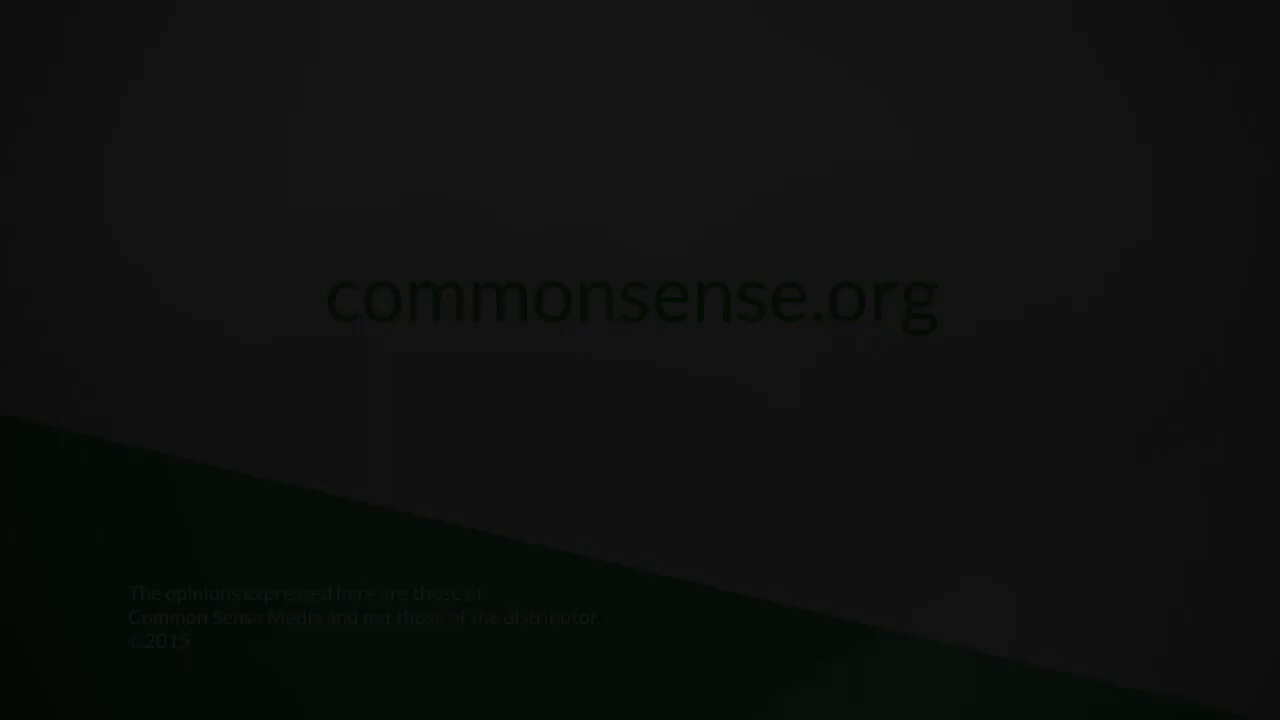 commonsense.org
The opinions expressed here are those of
Common Sense Media and not those of the distributor.
©2015